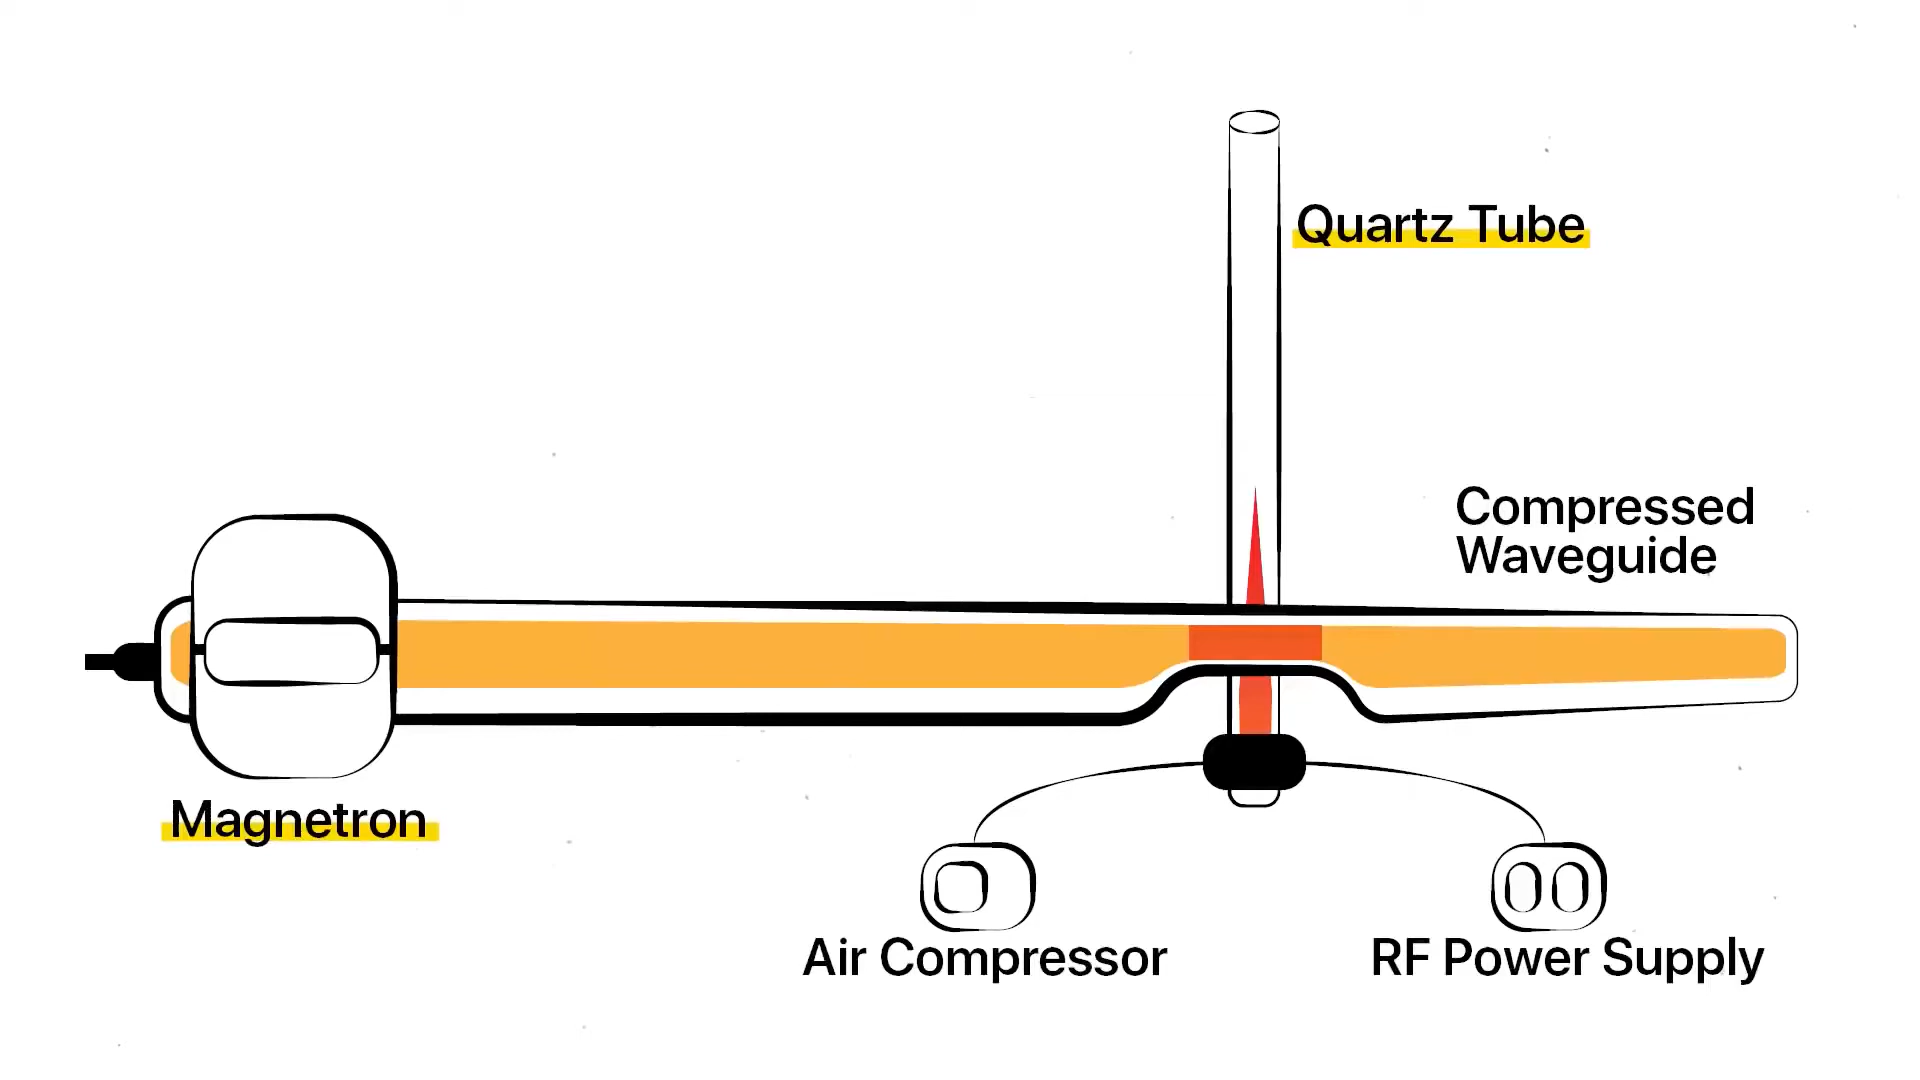 Quartz Tube
Compressed
Waveguide
Magnetron
Air Compressor
RF Power Supply